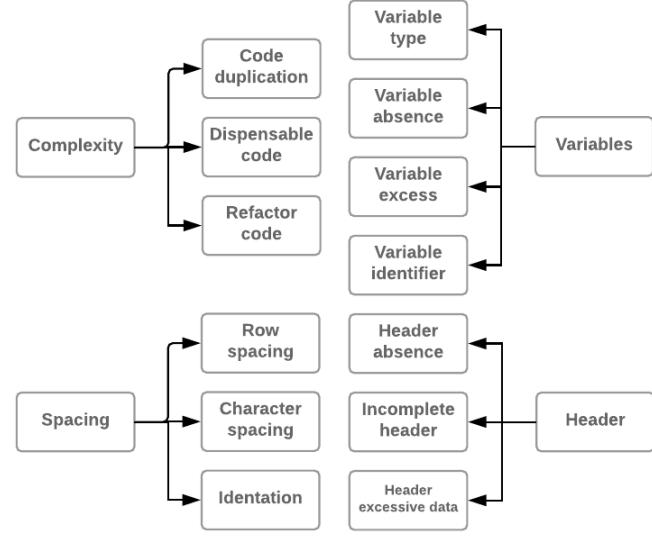 Complexity
Code
duplication
Dispensable
code
Refactor
code
Variable
type
Variable
absence
Variable
excess
Variable
identifier
Variables
Spacing
Row
spacing
Character
spacing
Identation
Header
absence
Incomplete
header
Header
excessive data
Header